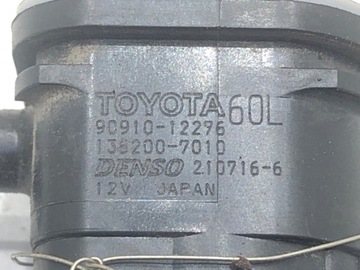 TOYOTA 60L
90910-12276
138200-7010
DENSO 210716-6
12V JAPAN